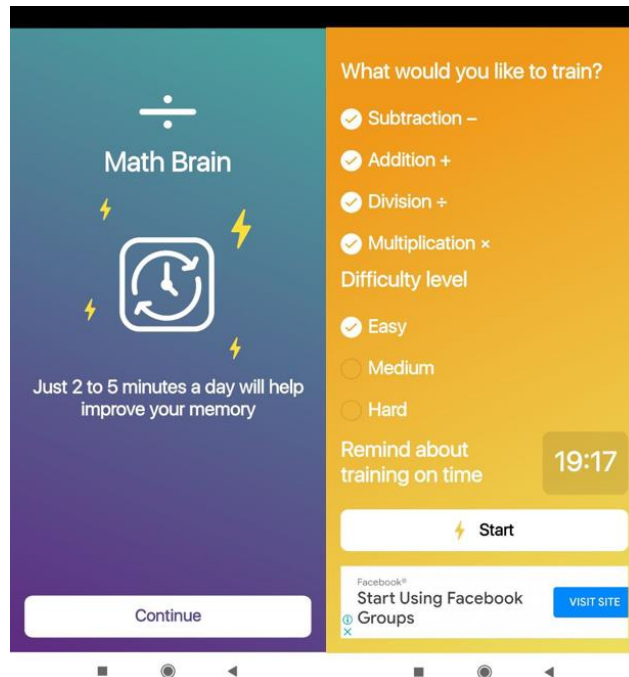 Math Brain
Just 2 to 5 minutes a day will help
improve your memory
Continue
What would you like to train?
Subtraction −
Addition +
Division ÷
Multiplication ×
Difficulty level
Easy
Medium
Hard
Remind about
training on time
19:17
Start
Facebook®
Start Using Facebook
Groups
VISIT SITE